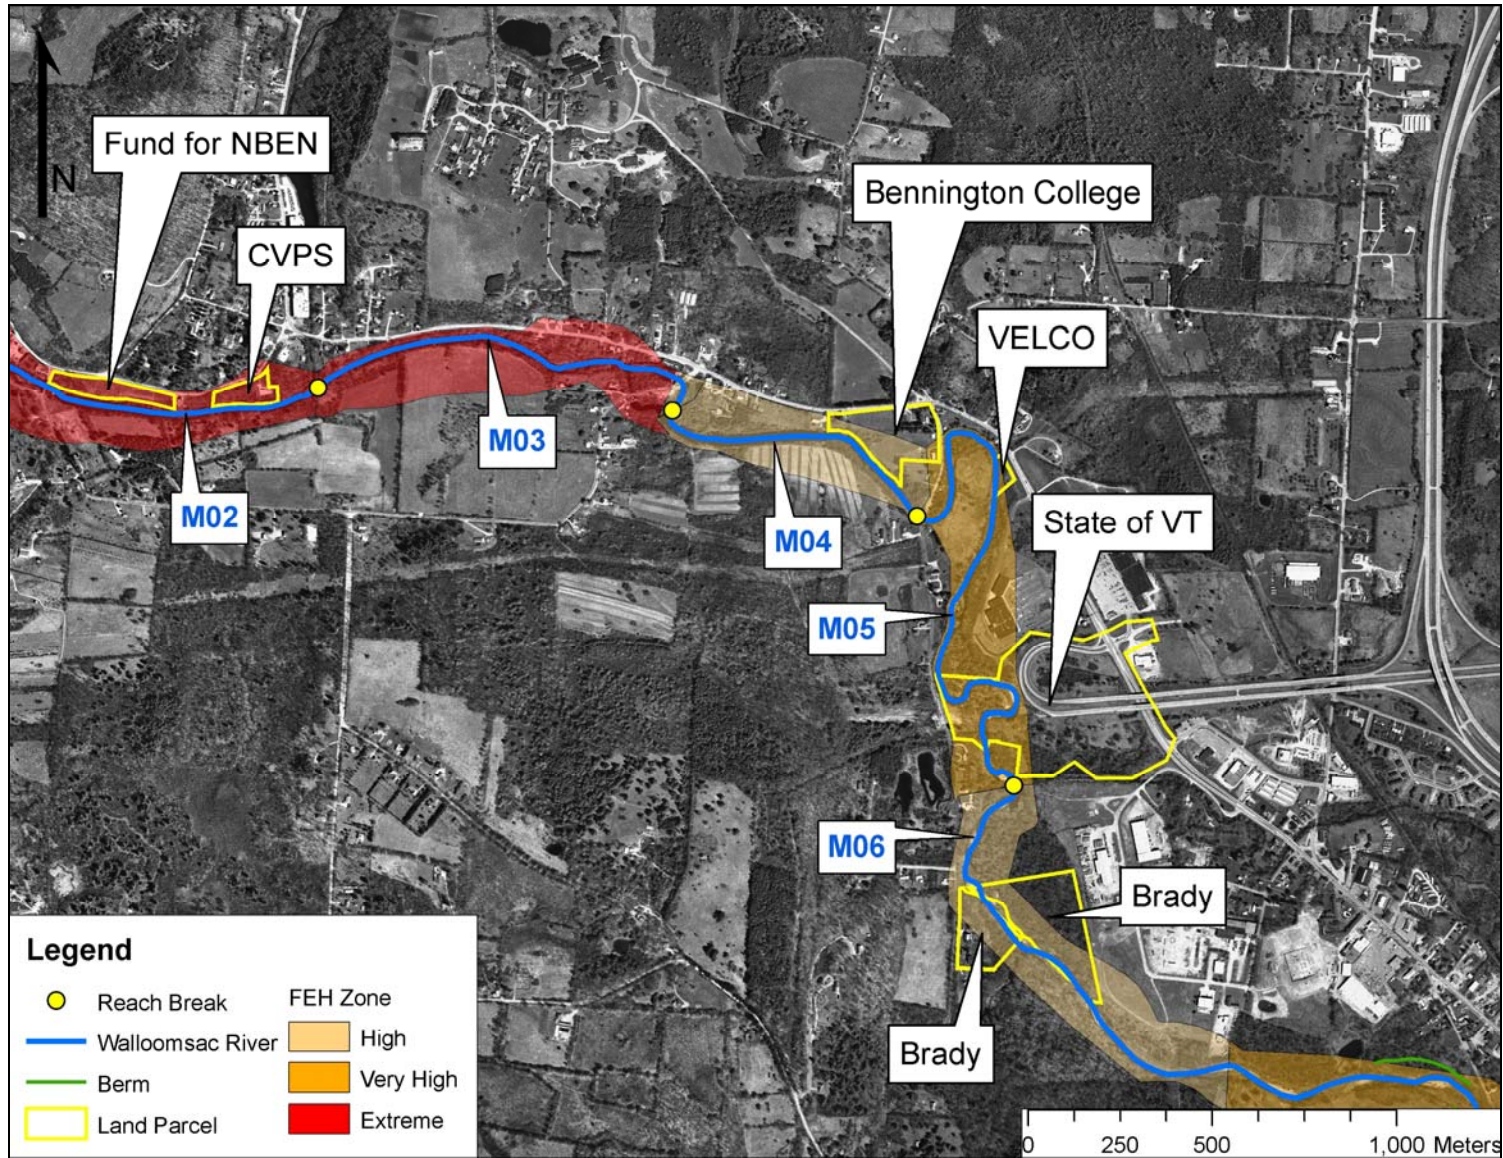 N
Fund for NBEN
CVPS
Bennington College
VELCO
State of VT
M02
M03
M04
M05
M06
Brady
Brady
Legend
Reach Break
Walloomsac River
Berm
Land Parcel
FEH Zone
High
Very High
Extreme
0 250 500 1,000 Meters